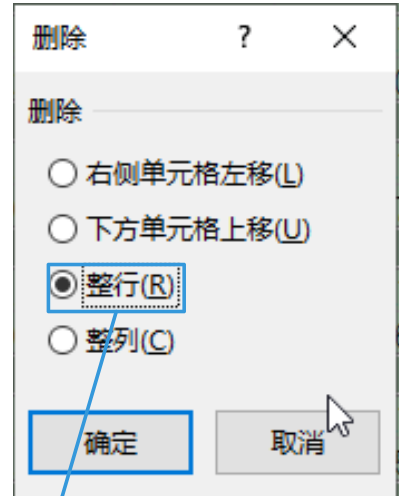 删除 ?
删除
右侧单元格左移(L)
下方单元格上移(U)
整行(R)
整列(C)
确定 取消